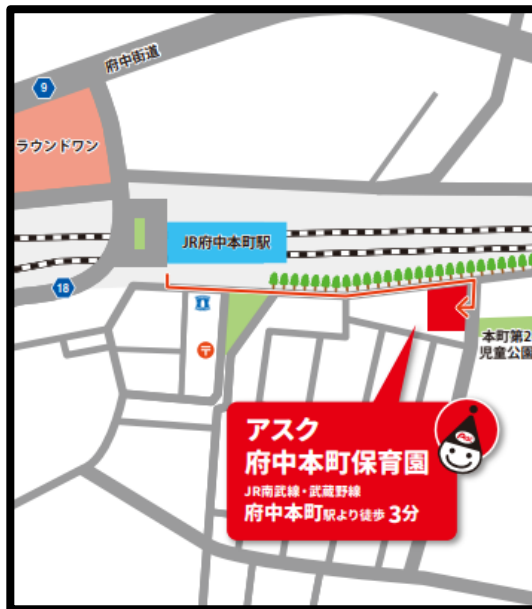 府中街道
9
ラウンドワン
JR府中本町駅
18
〒
本町第2
児童公園
アスク
府中本町保育園
JR南武線・武蔵野線
府中本町駅より徒歩 3分